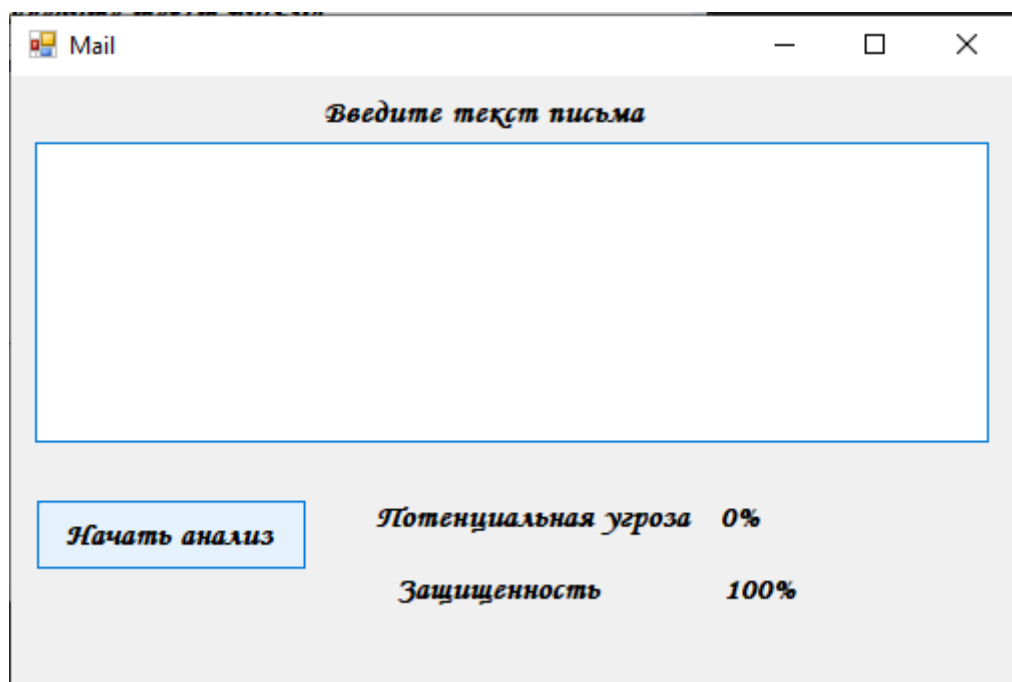 Mail
Введите текст письма
Начать анализ
Потенциальная угроза 0%
Защищенность 100%